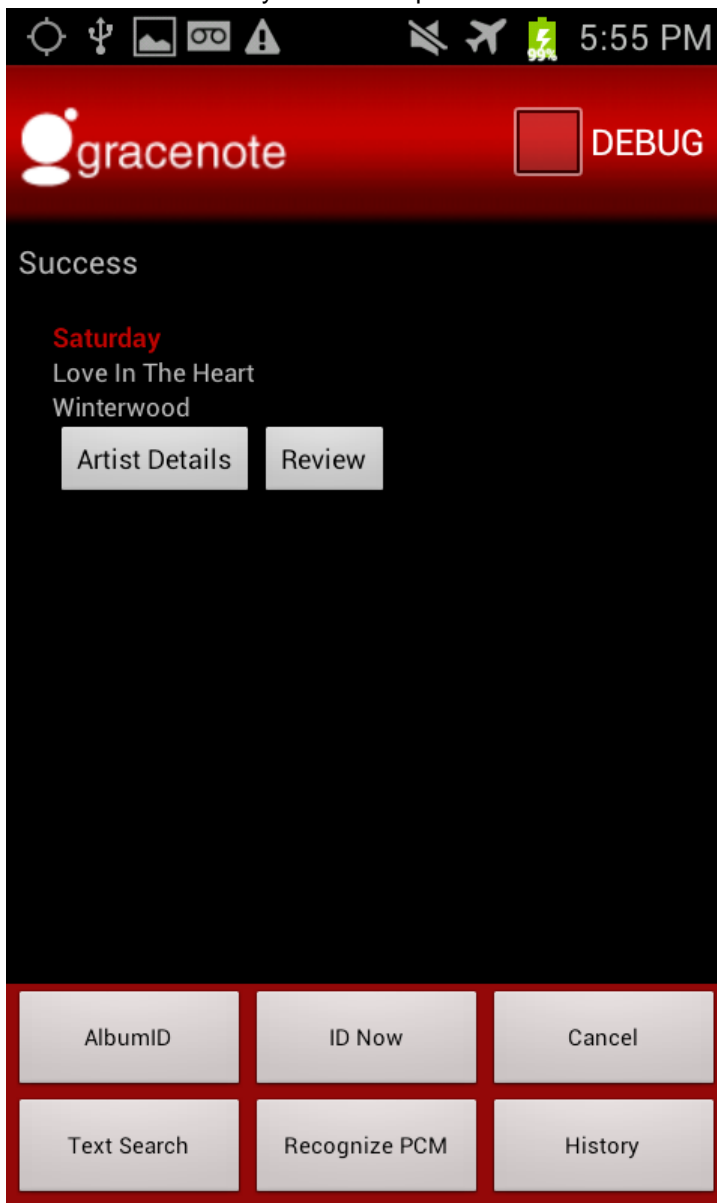 99%
5:55 PM
gracenote
DEBUG
Success
Saturday
Love In The Heart
Winterwood
Artist Details Review
AlbumID ID Now Cancel
Text Search Recognize PCM History